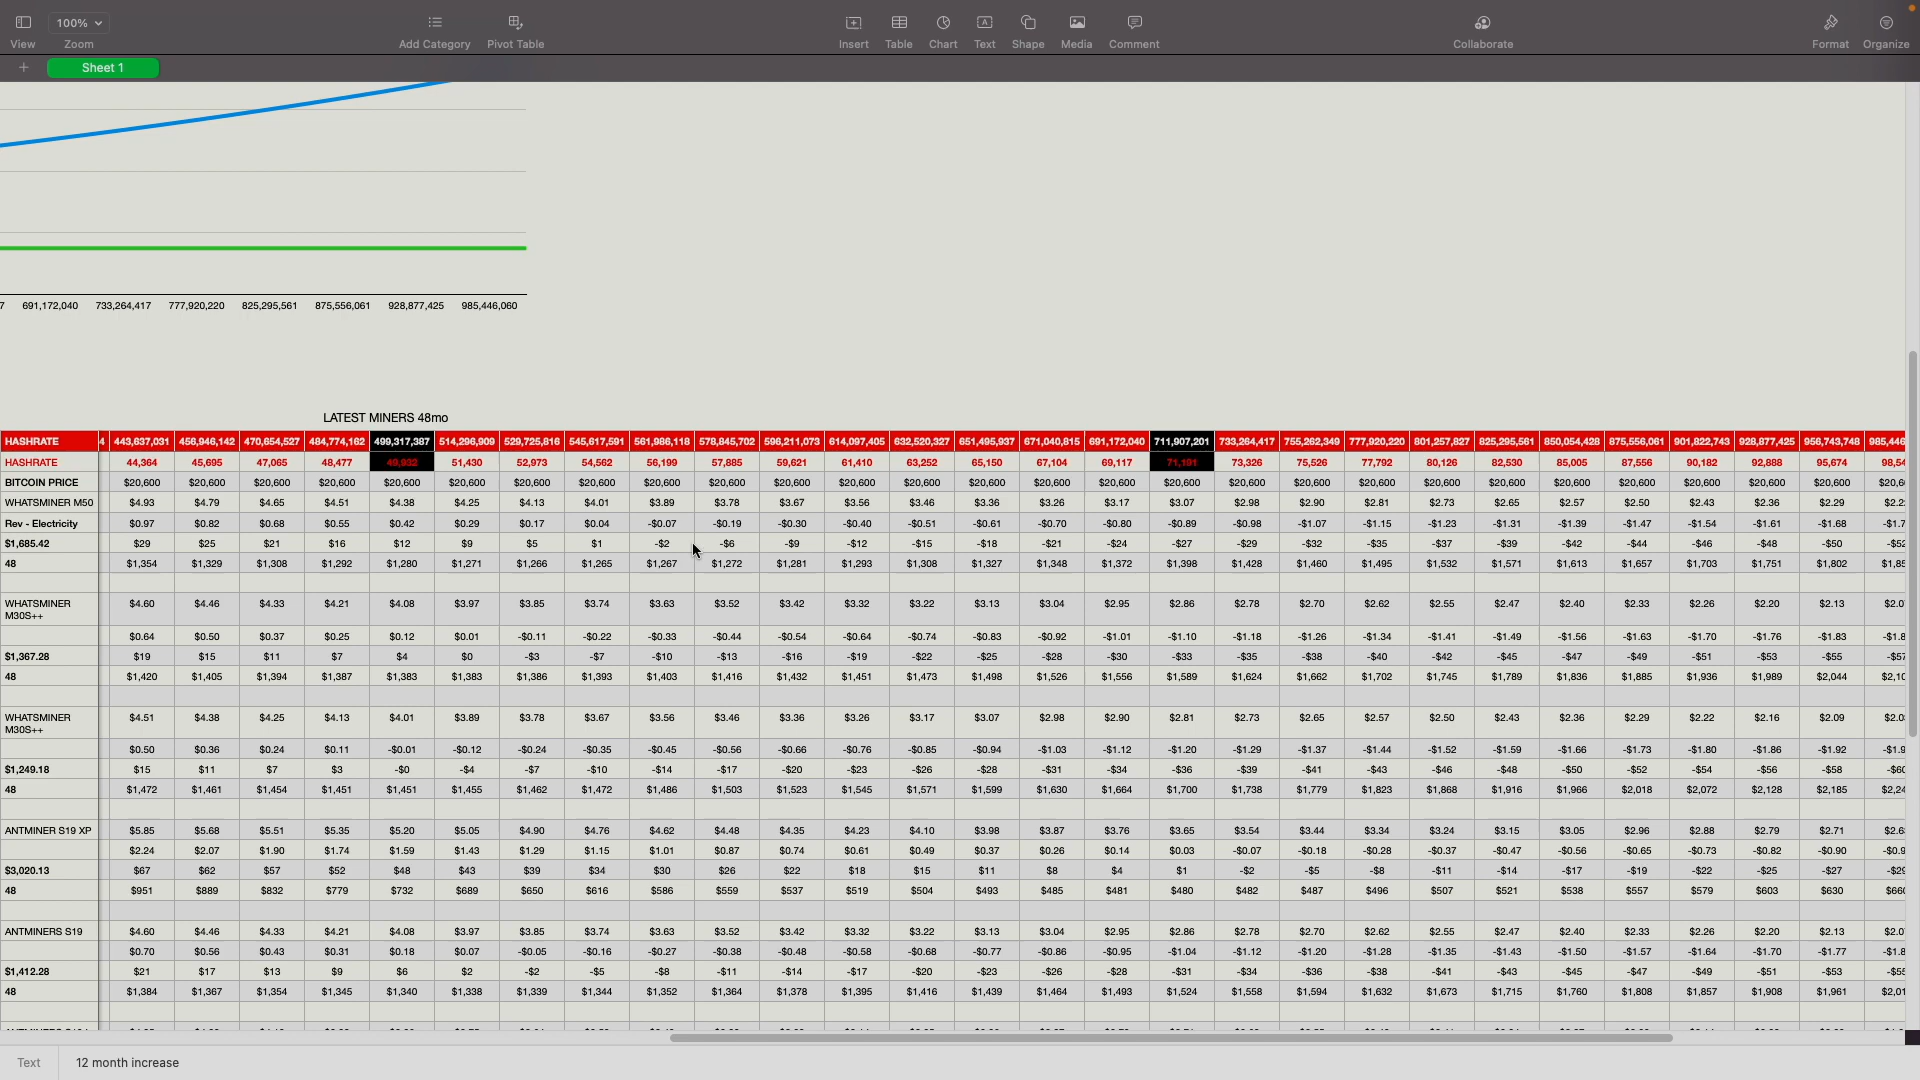 100%
View Zoom Add Category Pivot Table Insert Table Chart Text Shape Media Comment Collaborate Format Organize
+ Sheet 1
7 691,172,040 733,264,417 777,920,220 825,295,561 875,556,061 928,877,425 985,446,060
LATEST MINERS 48mo
HASHRATE 4 443,637,031 456,946,142 470,654,527 484,774,162 499,317,387 514,296,909 529,725,816 545,617,591 561,986,118 578,845,702 596,211,073 614,097,405 632,520,327 651,495,937 671,040,815 691,172,040 711,907,201 733,264,417 755,262,349 777,920,220 801,257,827 825,295,561 850,054,428 875,556,061 901,822,743 928,877,425 956,743,748 985,446
HASHRATE 44,364 45,695 47,065 48,477 49,932 51,430 52,973 54,562 56,199 57,885 59,621 61,410 63,252 65,150 67,104 69,117 71,191 73,326 75,526 77,792 80,126 82,530 85,005 87,556 90,182 92,888 95,674 98,54
BITCOIN PRICE $20,600 $20,600 $20,600 $20,600 $20,600 $20,600 $20,600 $20,600 $20,600 $20,600 $20,600 $20,600 $20,600 $20,600 $20,600 $20,600 $20,600 $20,600 $20,600 $20,600 $20,600 $20,600 $20,600 $20,600 $20,600 $20,600 $20,600 $20,60
WHATSMINER M50 $4.93 $4.79 $4.65 $4.51 $4.38 $4.25 $4.13 $4.01 $3.89 $3.78 $3.67 $3.56 $3.46 $3.36 $3.26 $3.17 $3.07 $2.98 $2.90 $2.81 $2.73 $2.65 $2.57 $2.50 $2.43 $2.36 $2.29 $2.2
Rev - Electricity $0.97 $0.82 $0.68 $0.55 $0.42 $0.29 $0.17 $0.04 -$0.07 -$0.19 -$0.30 -$0.40 -$0.51 -$0.61 -$0.70 -$0.80 -$0.89 -$0.98 -$1.07 -$1.15 -$1.23 -$1.31 -$1.39 -$1.47 -$1.54 -$1.61 -$1.68 -$1.7
$1,685.42 $29 $25 $21 $16 $12 $9 $5 $1 -$2 -$6 -$9 -$12 -$15 -$18 -$21 -$24 -$27 -$29 -$32 -$35 -$37 -$39 -$42 -$44 -$46 -$48 -$50 -$52
48 $1,354 $1,329 $1,308 $1,292 $1,280 $1,271 $1,266 $1,265 $1,267 $1,272 $1,281 $1,293 $1,308 $1,327 $1,348 $1,372 $1,398 $1,428 $1,460 $1,495 $1,532 $1,571 $1,613 $1,657 $1,703 $1,751 $1,802 $1,85
WHATSMINER
M30S++ $4.60 $4.46 $4.33 $4.21 $4.08 $3.97 $3.85 $3.74 $3.63 $3.52 $3.42 $3.32 $3.22 $3.13 $3.04 $2.95 $2.86 $2.78 $2.70 $2.62 $2.55 $2.47 $2.40 $2.33 $2.26 $2.20 $2.13 $2.0
$0.64 $0.50 $0.37 $0.25 $0.12 $0.01 -$0.11 -$0.22 -$0.33 -$0.44 -$0.54 -$0.64 -$0.74 -$0.83 -$0.92 -$1.01 -$1.10 -$1.18 -$1.26 -$1.34 -$1.41 -$1.49 -$1.56 -$1.63 -$1.70 -$1.76 -$1.83 -$1.8
$1,367.28 $19 $15 $11 $7 $4 $0 -$3 -$7 -$10 -$13 -$16 -$19 -$22 -$25 -$28 -$30 -$33 -$35 -$38 -$40 -$42 -$45 -$47 -$49 -$51 -$53 -$55 -$57
48 $1,420 $1,405 $1,394 $1,387 $1,383 $1,383 $1,386 $1,393 $1,403 $1,416 $1,432 $1,451 $1,473 $1,498 $1,526 $1,556 $1,589 $1,624 $1,662 $1,702 $1,745 $1,789 $1,836 $1,885 $1,936 $1,989 $2,044 $2,10
WHATSMINER
M30S++ $4.51 $4.38 $4.25 $4.13 $4.01 $3.89 $3.78 $3.67 $3.56 $3.46 $3.36 $3.26 $3.17 $3.07 $2.98 $2.90 $2.81 $2.73 $2.65 $2.57 $2.50 $2.43 $2.36 $2.29 $2.22 $2.16 $2.09 $2.0
$0.50 $0.36 $0.24 $0.11 -$0.01 -$0.12 -$0.24 -$0.35 -$0.45 -$0.56 -$0.66 -$0.76 -$0.85 -$0.94 -$1.03 -$1.12 -$1.20 -$1.29 -$1.37 -$1.44 -$1.52 -$1.59 -$1.66 -$1.73 -$1.80 -$1.86 -$1.92 -$1.9
$1,249.18 $15 $11 $7 $3 -$0 -$4 -$7 -$10 -$14 -$17 -$20 -$23 -$26 -$28 -$31 -$34 -$36 -$39 -$41 -$43 -$46 -$48 -$50 -$52 -$54 -$56 -$58 -$60
48 $1,472 $1,461 $1,454 $1,451 $1,451 $1,455 $1,462 $1,472 $1,486 $1,503 $1,523 $1,545 $1,571 $1,599 $1,630 $1,664 $1,700 $1,738 $1,779 $1,823 $1,868 $1,916 $1,966 $2,018 $2,072 $2,128 $2,185 $2,24
ANTMINER S19 XP $5.85 $5.68 $5.51 $5.35 $5.20 $5.05 $4.90 $4.76 $4.62 $4.48 $4.35 $4.23 $4.10 $3.98 $3.87 $3.76 $3.65 $3.54 $3.44 $3.34 $3.24 $3.15 $3.05 $2.96 $2.88 $2.79 $2.71 $2.6
$2.24 $2.07 $1.90 $1.74 $1.59 $1.43 $1.29 $1.15 $1.01 $0.87 $0.74 $0.61 $0.49 $0.37 $0.26 $0.14 $0.03 -$0.07 -$0.18 -$0.28 -$0.37 -$0.47 -$0.56 -$0.65 -$0.73 -$0.82 -$0.90 -$0.9
$3,020.13 $67 $62 $57 $52 $48 $43 $39 $34 $30 $26 $22 $18 $15 $11 $8 $4 $1 -$2 -$5 -$8 -$11 -$14 -$17 -$19 -$22 -$25 -$27 -$29
48 $951 $889 $832 $779 $732 $689 $650 $616 $586 $559 $537 $519 $504 $493 $485 $481 $480 $482 $487 $496 $507 $521 $538 $557 $579 $603 $630 $660
ANTMINERS S19 $4.60 $4.46 $4.33 $4.21 $4.08 $3.97 $3.85 $3.74 $3.63 $3.52 $3.42 $3.32 $3.22 $3.13 $3.04 $2.95 $2.86 $2.78 $2.70 $2.62 $2.55 $2.47 $2.40 $2.33 $2.26 $2.20 $2.13 $2.0
$0.70 $0.56 $0.43 $0.31 $0.18 $0.07 -$0.05 -$0.16 -$0.27 -$0.38 -$0.48 -$0.58 -$0.68 -$0.77 -$0.86 -$0.95 -$1.04 -$1.12 -$1.20 -$1.28 -$1.35 -$1.43 -$1.50 -$1.57 -$1.64 -$1.70 -$1.77 -$1.8
$1,412.28 $21 $17 $13 $9 $6 $2 -$2 -$5 -$8 -$11 -$14 -$17 -$20 -$23 -$26 -$28 -$31 -$34 -$36 -$38 -$41 -$43 -$45 -$47 -$49 -$51 -$53 -$55
48 $1,384 $1,367 $1,354 $1,345 $1,340 $1,338 $1,339 $1,344 $1,352 $1,364 $1,378 $1,395 $1,416 $1,439 $1,464 $1,493 $1,524 $1,558 $1,594 $1,632 $1,673 $1,715 $1,760 $1,808 $1,857 $1,908 $1,961 $2,01
Text 12 month increase